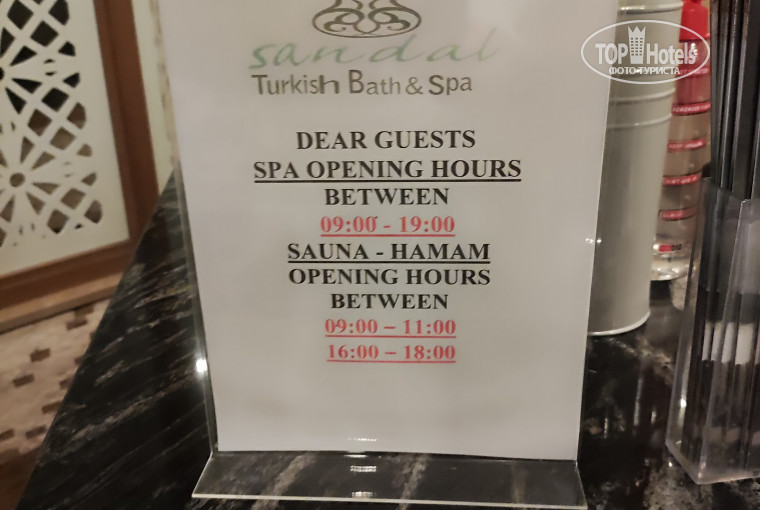 sandal
Turkish Bath & Spa
DEAR GUESTS
SPA OPENING HOURS
BETWEEN
09:00 - 19:00
SAUNA - HAMAM
OPENING HOURS
BETWEEN
09:00 – 11:00
16:00 – 18:00
TOP Hotels
ФОТО ТУРИСТА